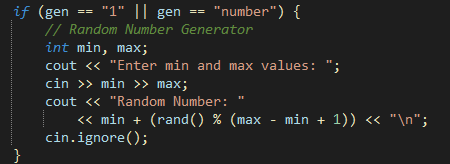 if (gen == "1" || gen == "number") {
    // Random Number Generator
    int min, max;
    cout << "Enter min and max values: ";
    cin >> min >> max;
    cout << "Random Number: "
        << min + (rand() % (max - min + 1)) << "\n";
    cin.ignore();
}